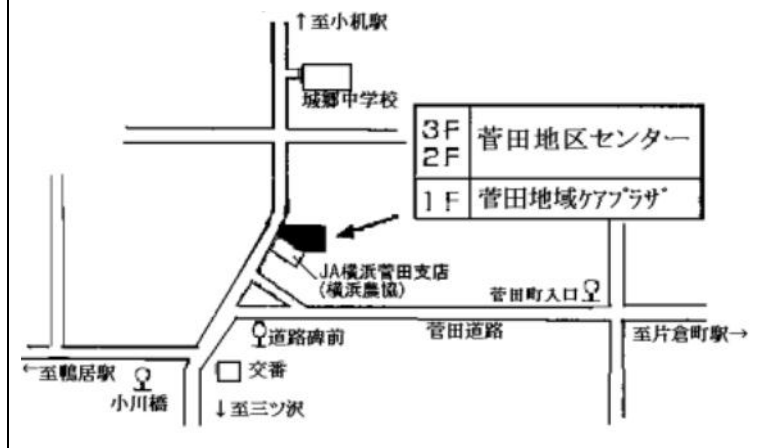 ↑至小机駅
城郷中学校
3F
2F
菅田地区センター
1F
菅田地域ケアプラザ
JA横浜菅田支店
(横浜農協)
菅田町入口
道路碑前
菅田道路
至片倉町駅→
←至鴨居駅
交番
小川橋
↓至三ツ沢